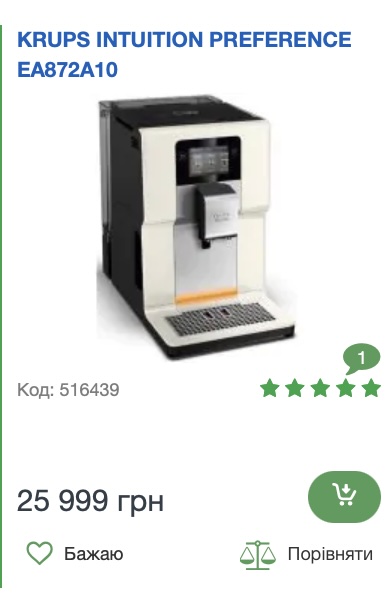 KRUPS INTUITION PREFERENCE
EA872A10
1
Код: 516439
25 999 грн
Бажаю
Порівняти